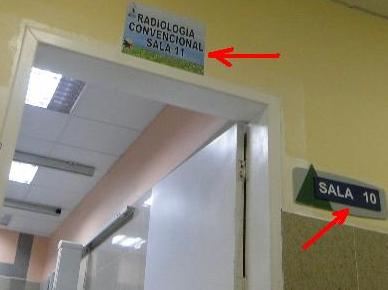 RADIOLOGIA
CONVENCIONAL
SALA 11
SALA 10